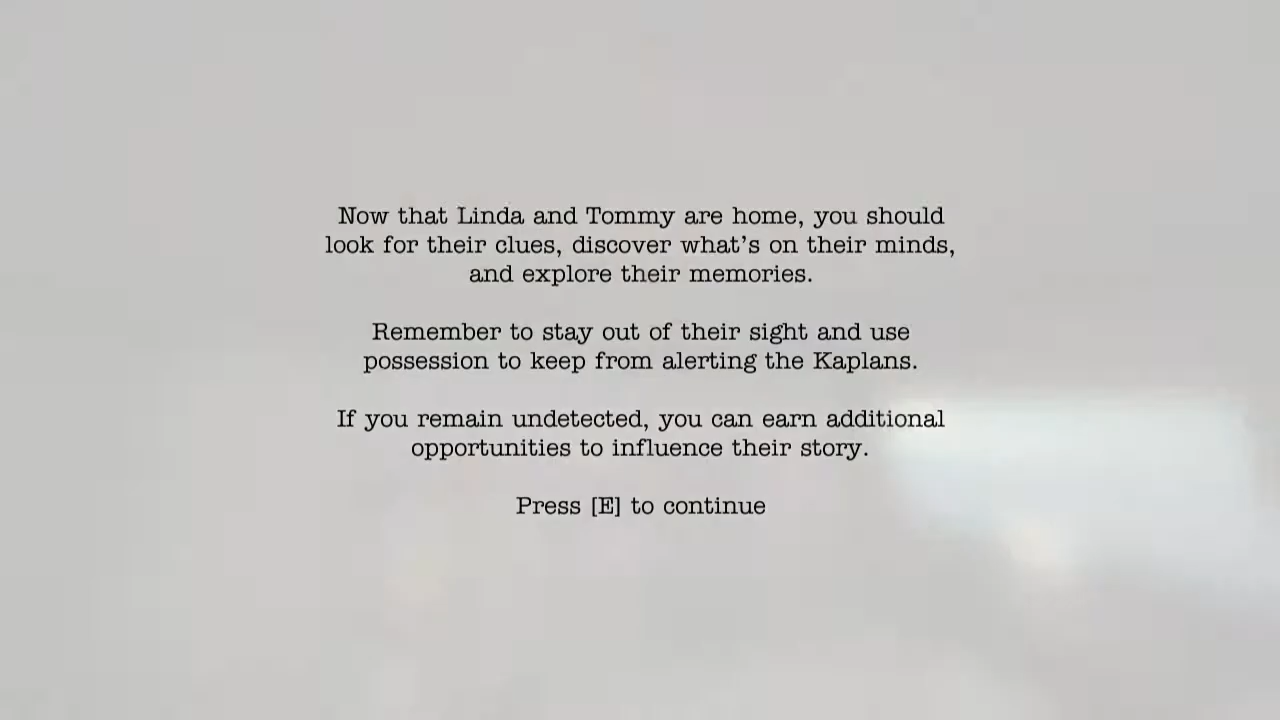 Now that Linda and Tommy are home, you should
look for their clues, discover what's on their minds,
and explore their memories.
Remember to stay out of their sight and use
possession to keep from alerting the Kaplans.
If you remain undetected, you can earn additional
opportunities to influence their story.
Press [E] to continue